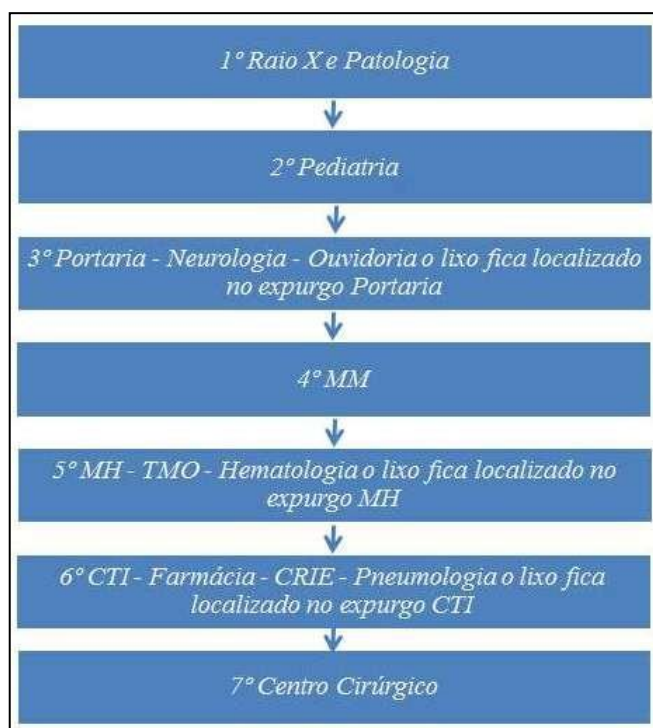 1º Raio X e Patologia
2º Pediatria
3º Portaria - Neurologia - Ouvidoria o lixo fica localizado
no expurgo Portaria
4º MM
5º MH - TMO - Hematologia o lixo fica localizado no
expurgo MH
6º CTI - Farmácia - CRIE - Pneumologia o lixo fica
localizado no expurgo CTI
7º Centro Cirúrgico